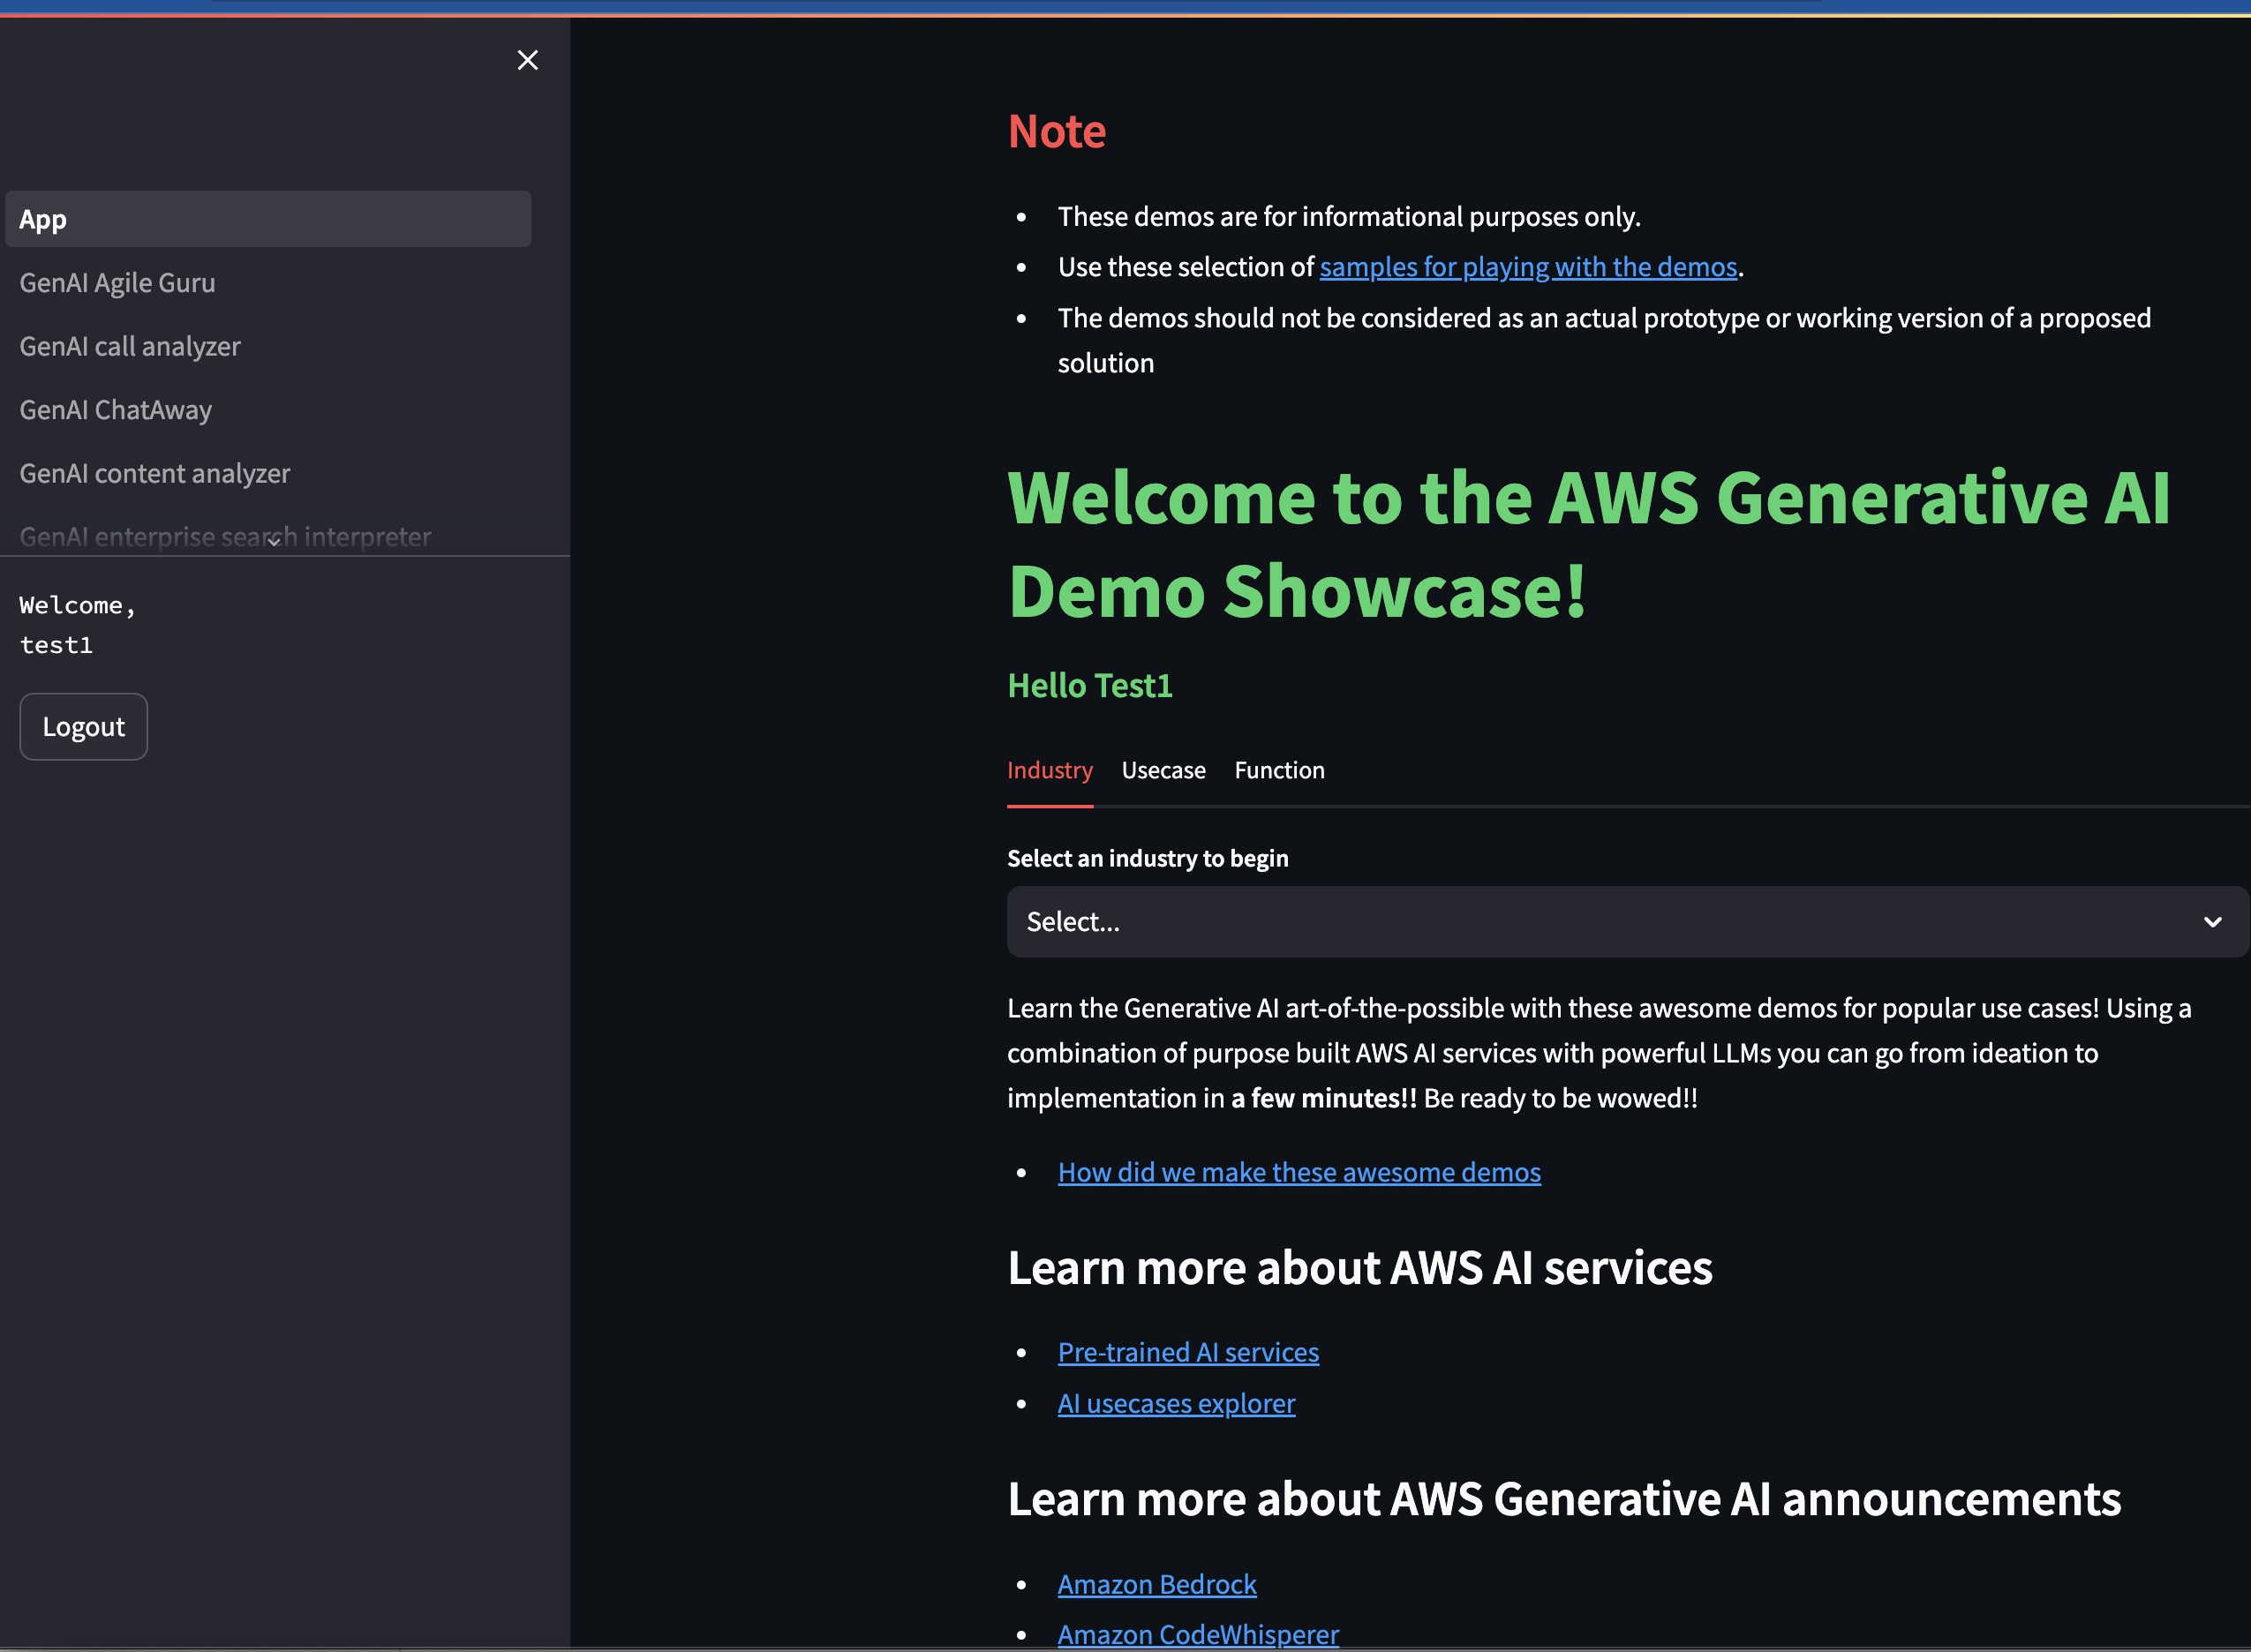 App
GenAI Agile Guru
GenAI call analyzer
GenAI ChatAway
GenAI content analyzer
GenAI enterprise search interpreter
Welcome,
test1
Logout
Note
These demos are for informational purposes only.
Use these selection of samples for playing with the demos.
The demos should not be considered as an actual prototype or working version of a proposed
solution
Welcome to the AWS Generative AI
Demo Showcase!
Hello Test1
Industry Usecase Function
Select an industry to begin
Select...
Learn the Generative AI art-of-the-possible with these awesome demos for popular use cases! Using a
combination of purpose built AWS AI services with powerful LLMs you can go from ideation to
implementation in a few minutes!! Be ready to be wowed!!
How did we make these awesome demos
Learn more about AWS AI services
Pre-trained AI services
AI usecases explorer
Learn more about AWS Generative AI announcements
Amazon Bedrock
Amazon CodeWhisperer